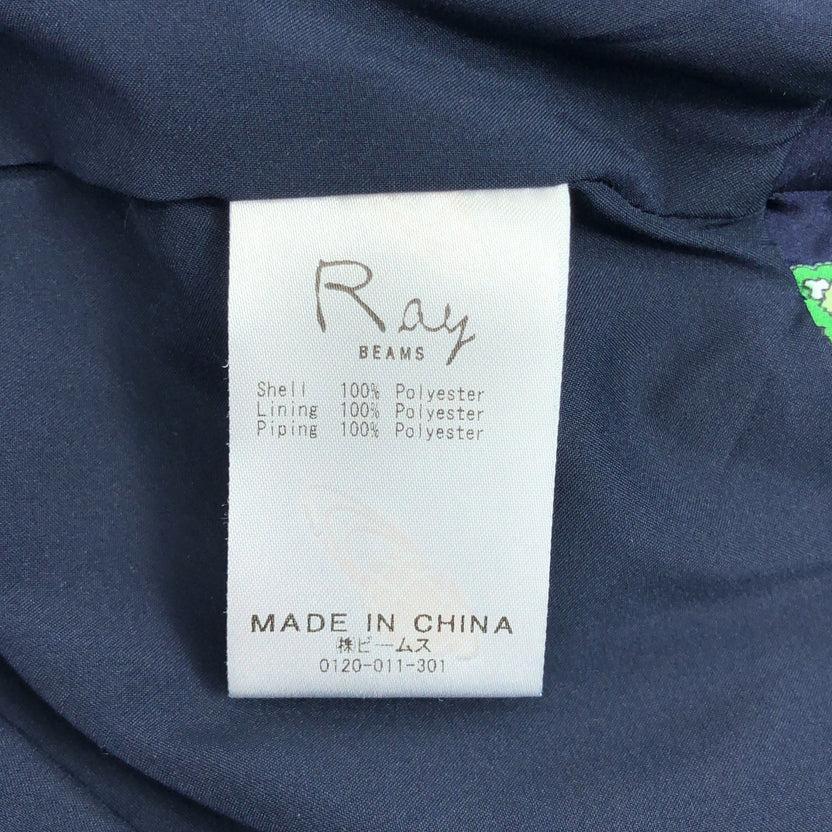 Ray
BEAMS
Shell 100% Polyester
Lining 100% Polyester
Piping 100% Polyester
MADE IN CHINA
㈱ビームス
0120-011-301